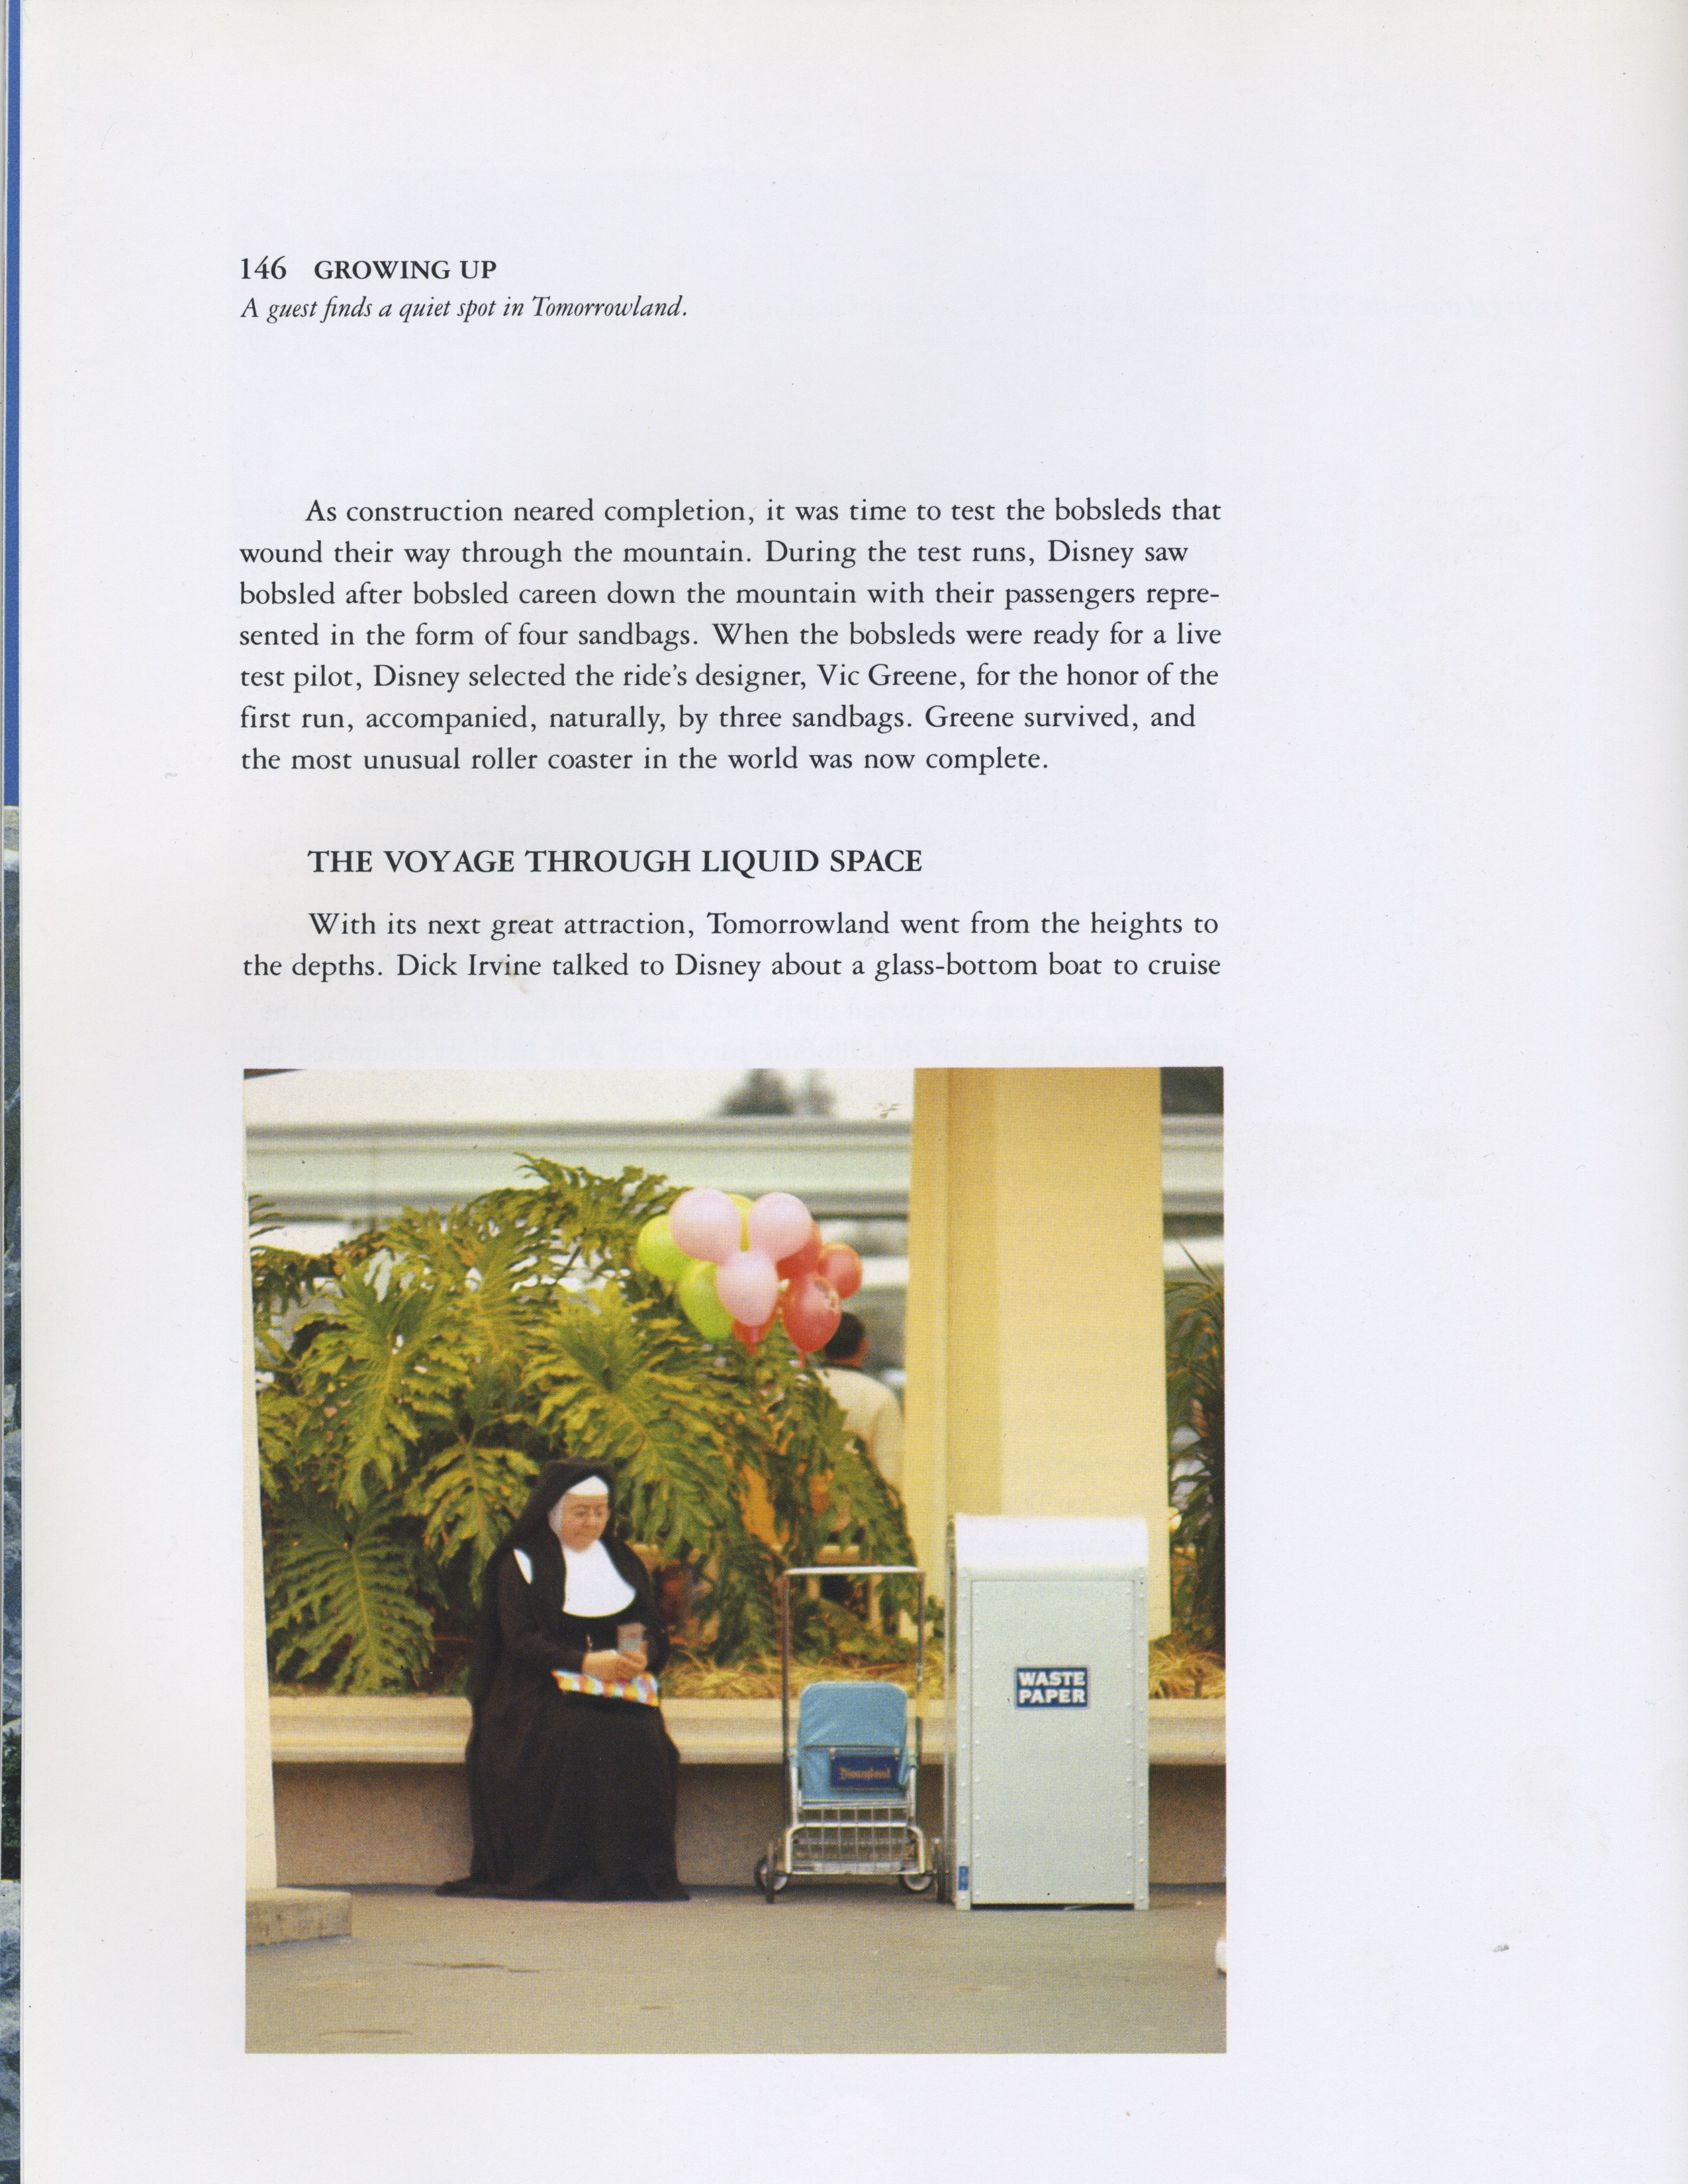 146 GROWING UP
A guest finds a quiet spot in Tomorrowland.
As construction neared completion, it was time to test the bobsleds that
wound their way through the mountain. During the test runs, Disney saw
bobsled after bobsled careen down the mountain with their passengers repre-
sented in the form of four sandbags. When the bobsleds were ready for a live
test pilot, Disney selected the ride's designer, Vic Greene, for the honor of the
first run, accompanied, naturally, by three sandbags. Greene survived, and
the most unusual roller coaster in the world was now complete.
THE VOYAGE THROUGH LIQUID SPACE
With its next great attraction, Tomorrowland went from the heights to
the depths. Dick Irvine talked to Disney about a glass-bottom boat to cruise
WASTE
PAPER
Disneyland